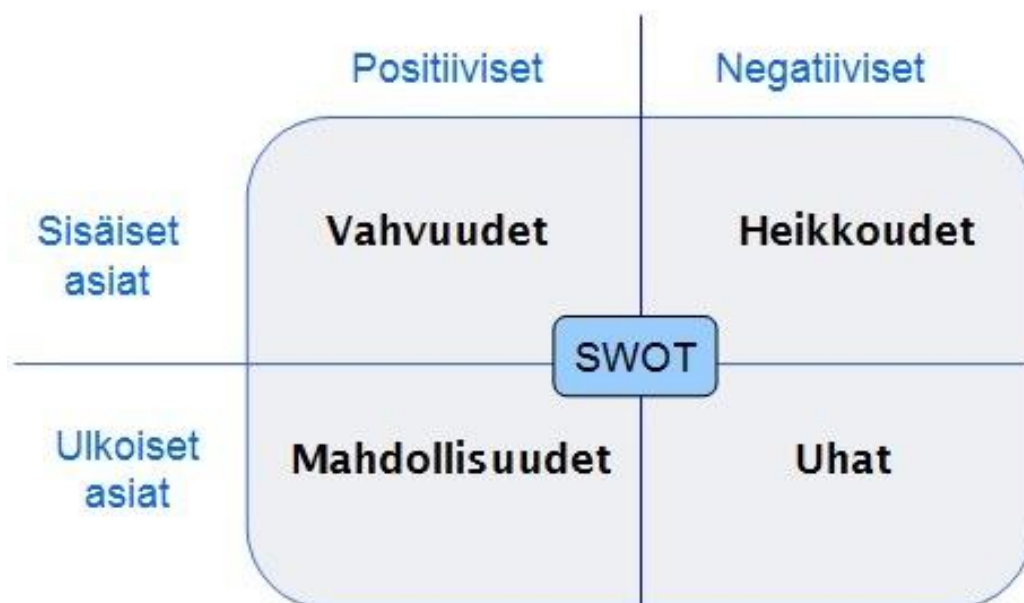 Positiiviset Negatiiviset
Sisäiset
asiat
Vahvuudet Heikkoudet
SWOT
Ulkoiset
asiat
Mahdollisuudet Uhat